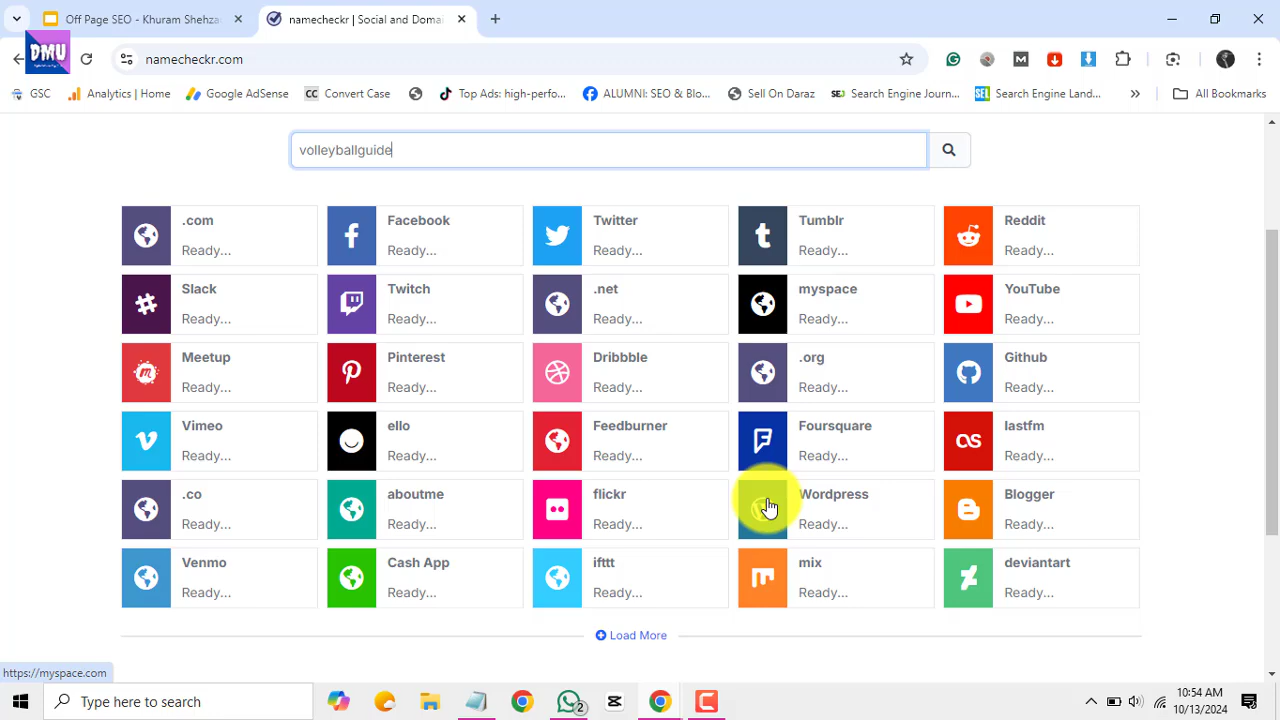 Off Page SEO - Khuram Shehza
namecheckr | Social and Domai
DMU
namecheckr.com
GSC
Analytics | Home
Google AdSense
CC Convert Case
Top Ads: high-perfo...
ALUMNI: SEO & Blo...
Sell On Daraz
SEJ Search Engine Journ...
SEL Search Engine Land...
All Bookmarks
volleyballguide
.com Facebook Twitter Tumblr Reddit
Ready... Ready... Ready... Ready... Ready...
Slack Twitch .net myspace YouTube
Ready... Ready... Ready... Ready... Ready...
Meetup Pinterest Dribbble .org Github
Ready... Ready... Ready... Ready... Ready...
Vimeo ello Feedburner Foursquare lastfm
Ready... Ready... Ready... Ready... Ready...
.co aboutme flickr Wordpress Blogger
Ready... Ready... Ready... Ready... Ready...
Venmo Cash App ifttt mix deviantart
Ready... Ready... Ready... Ready... Ready...
Load More
https://myspace.com
Type here to search
2
10:54 AM
10/13/2024